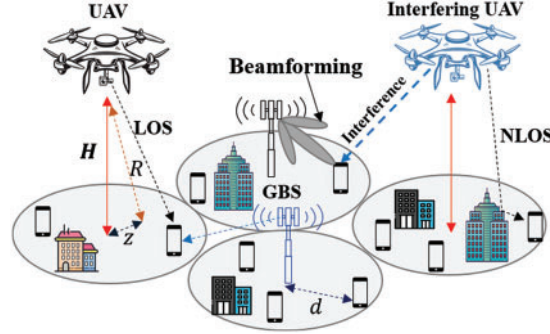 UAV
Interfering UAV
Beamforming
LOS
Interference
NLOS
H
R
GBS
Z
d